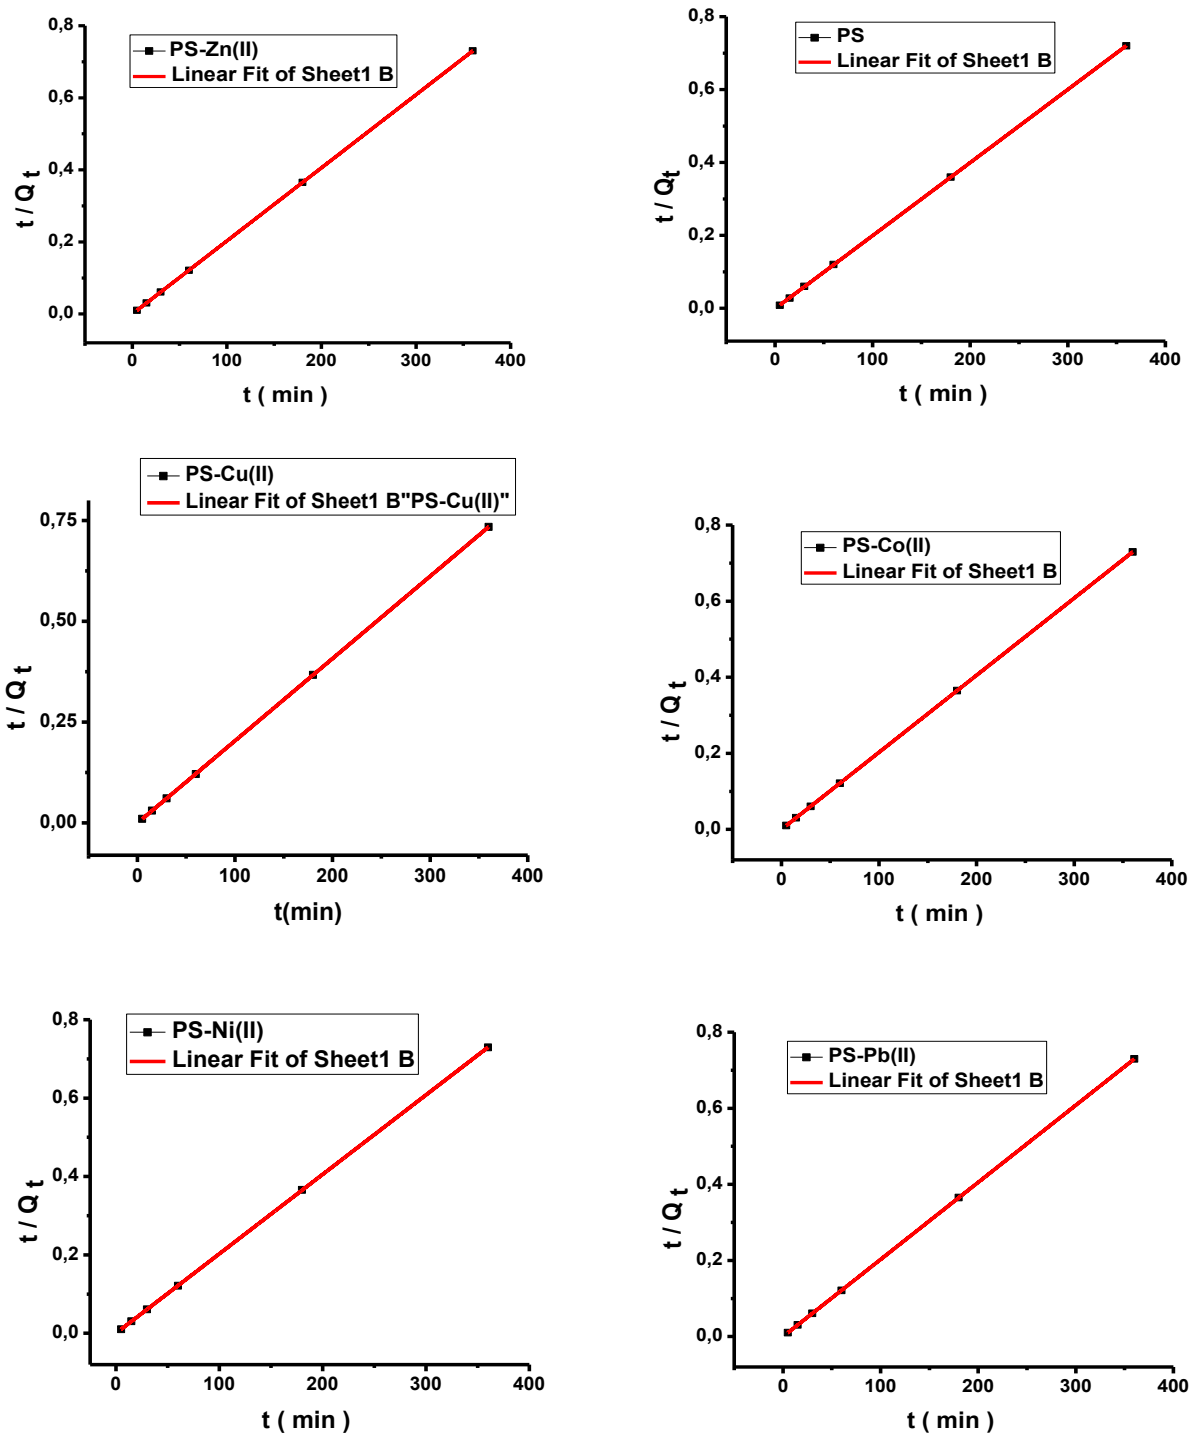 PS-Zn(II)
Linear Fit of Sheet1 B
0,8
0,6
0,4
0,2
0,0
t / Q t
0 100 200 300 400
t ( min )
PS
Linear Fit of Sheet1 B
0,8
0,6
0,4
0,2
0,0
t / Qt
0 100 200 300 400
t ( min )
PS-Cu(II)
Linear Fit of Sheet1 B"PS-Cu(II)"
0,75
0,50
0,25
0,00
t / Q t
0 100 200 300 400
t(min)
PS-Co(II)
Linear Fit of Sheet1 B
0,8
0,6
0,4
0,2
0,0
t / Q t
0 100 200 300 400
t ( min )
PS-Ni(II)
Linear Fit of Sheet1 B
0,8
0,6
0,4
0,2
0,0
t / Q t
0 100 200 300 400
t ( min )
PS-Pb(II)
Linear Fit of Sheet1 B
0,8
0,6
0,4
0,2
0,0
t / Q t
0 100 200 300 400
t ( min )